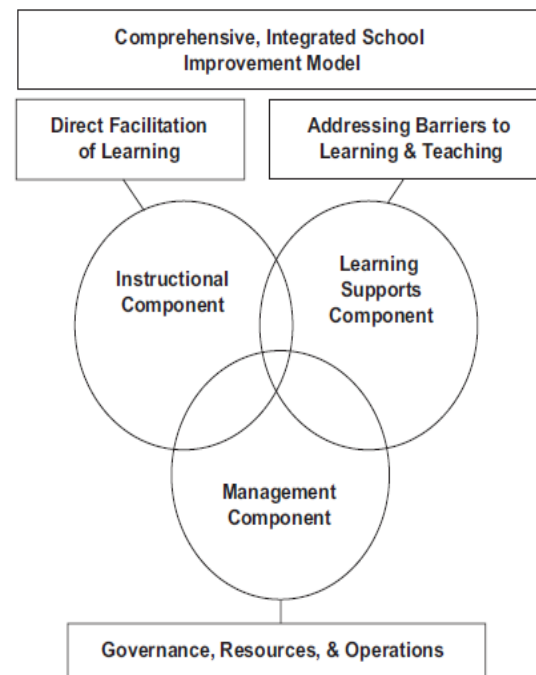 Comprehensive, Integrated School
Improvement Model
Direct Facilitation
of Learning
Addressing Barriers to
Learning & Teaching
Instructional
Component
Learning
Supports
Component
Management
Component
Governance, Resources, & Operations